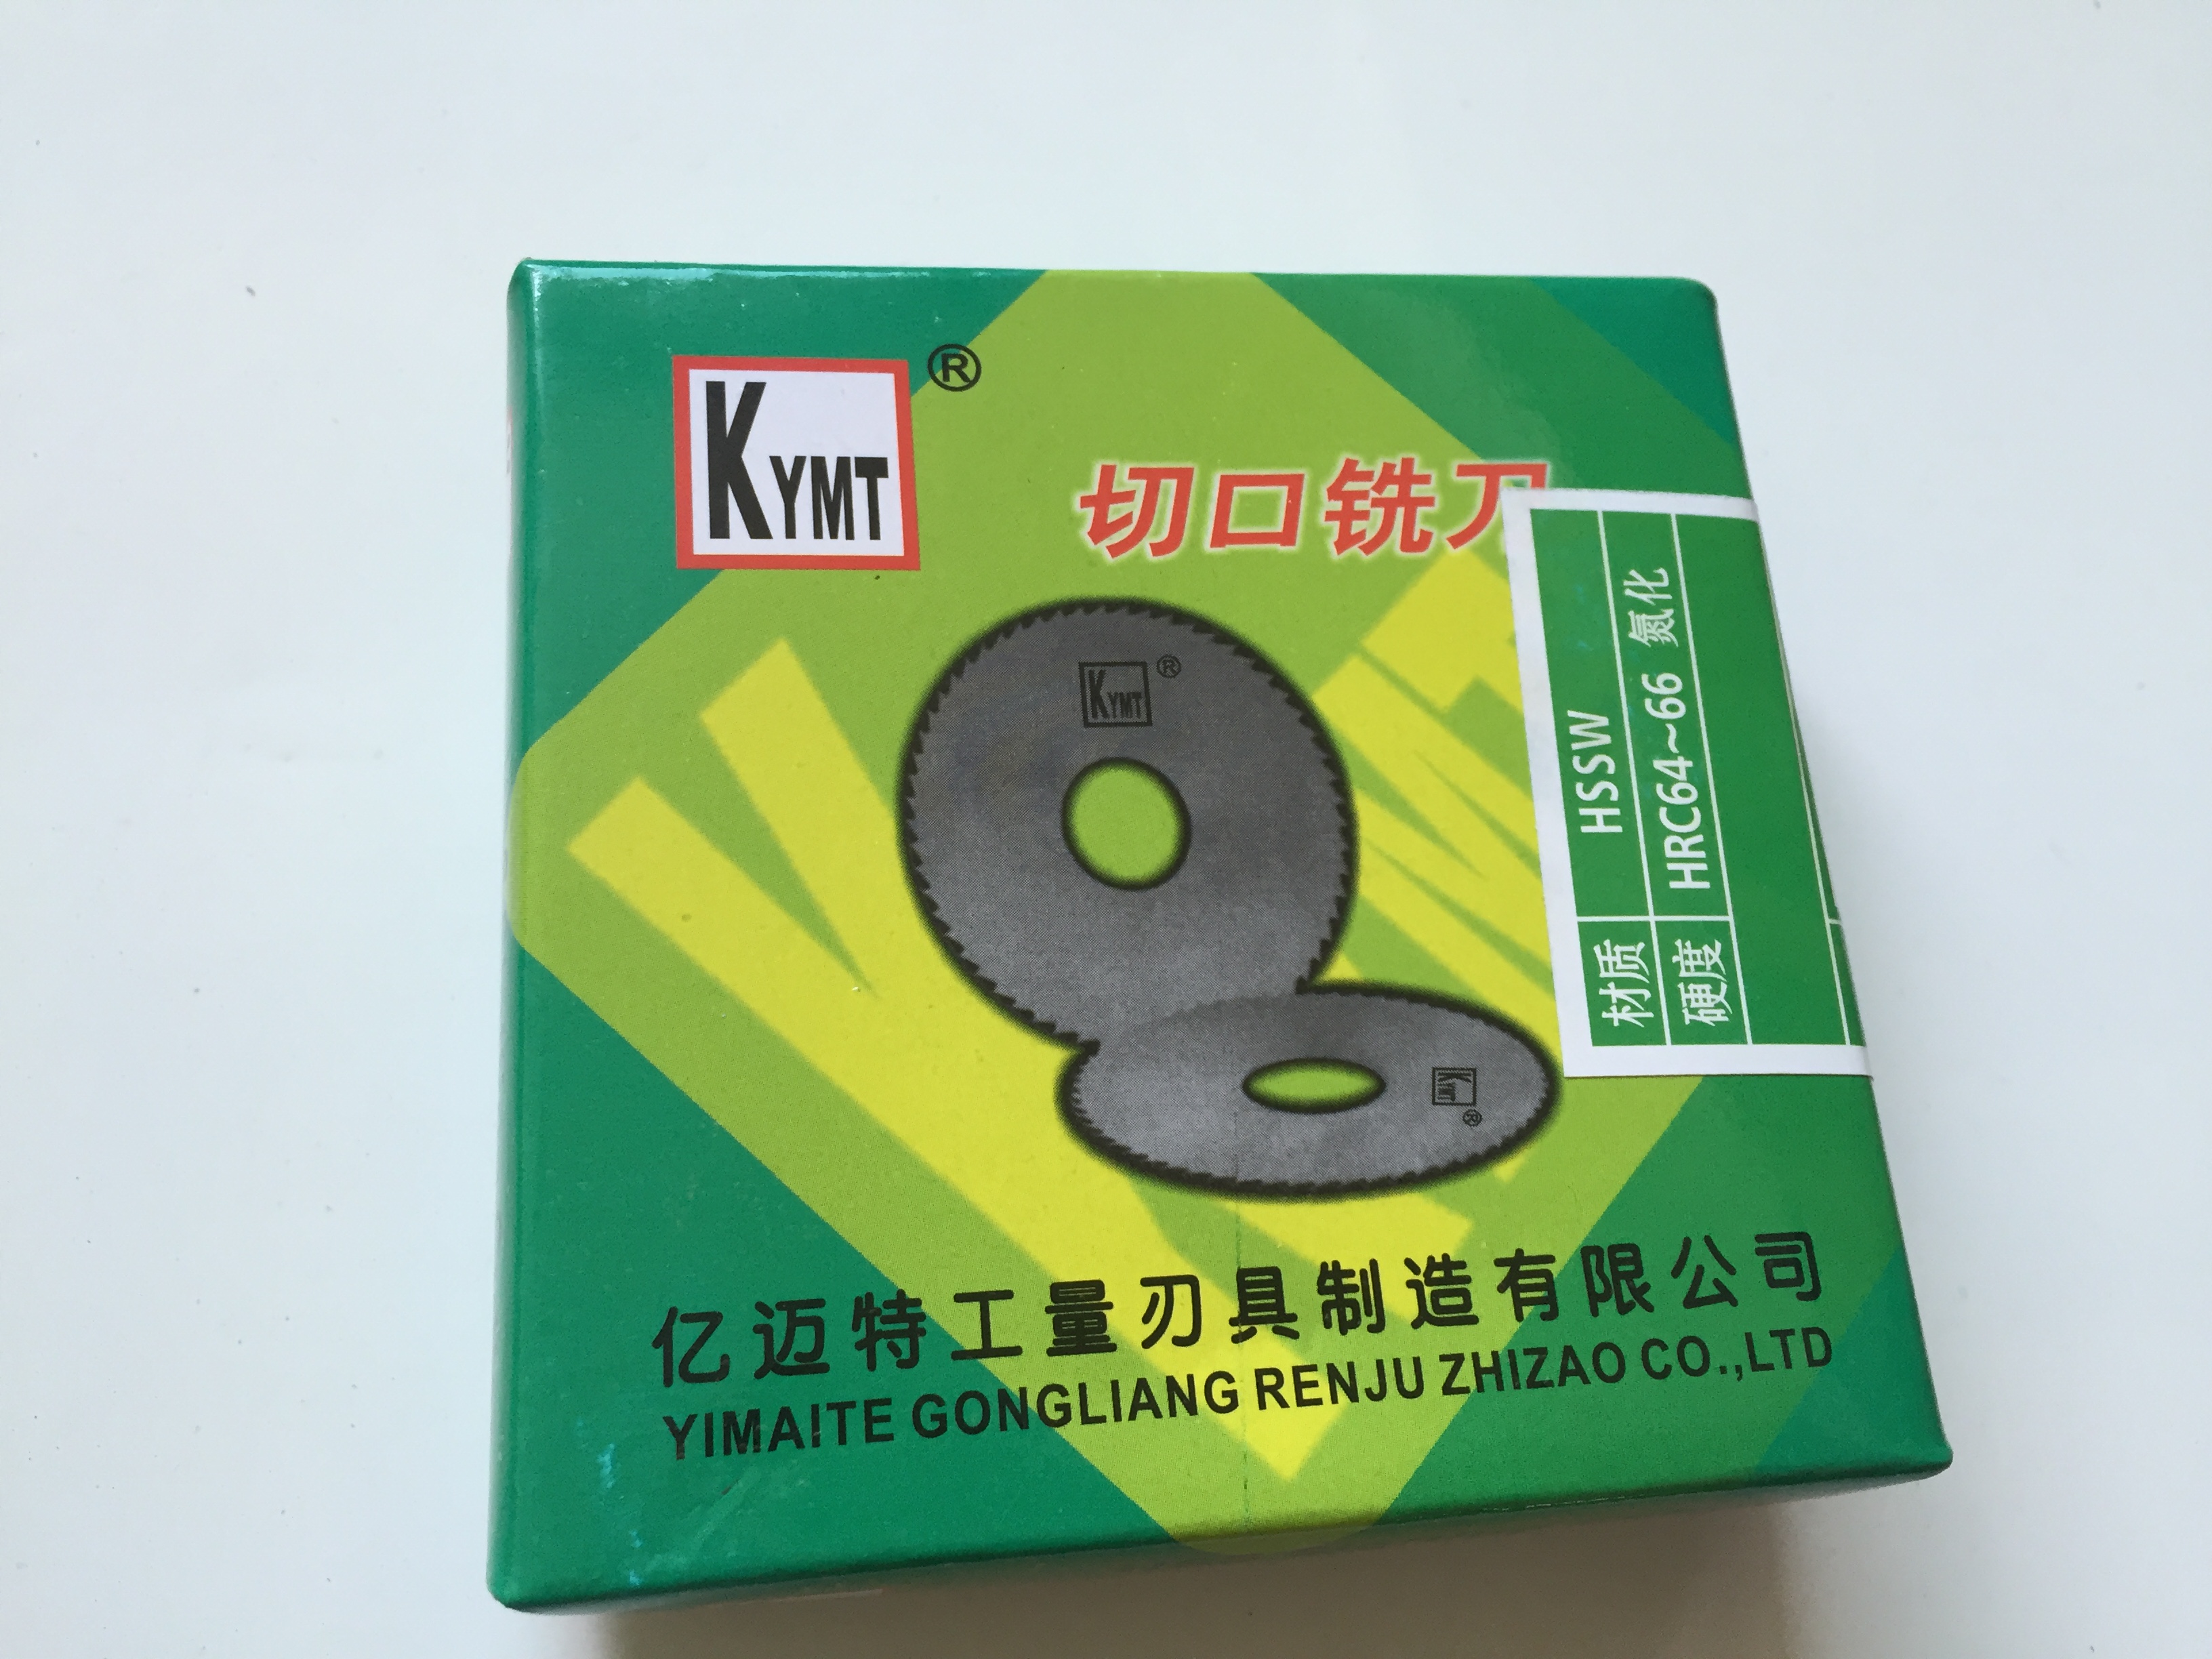 KYMT ®
切口铣刀
材质 HSSW
硬度 HRC64~66 氮化
KYMT ®
KYMT ®
亿迈特工量刃具制造有限公司
YIMAITE GONGLIANG RENJU ZHIZAO CO.,LTD